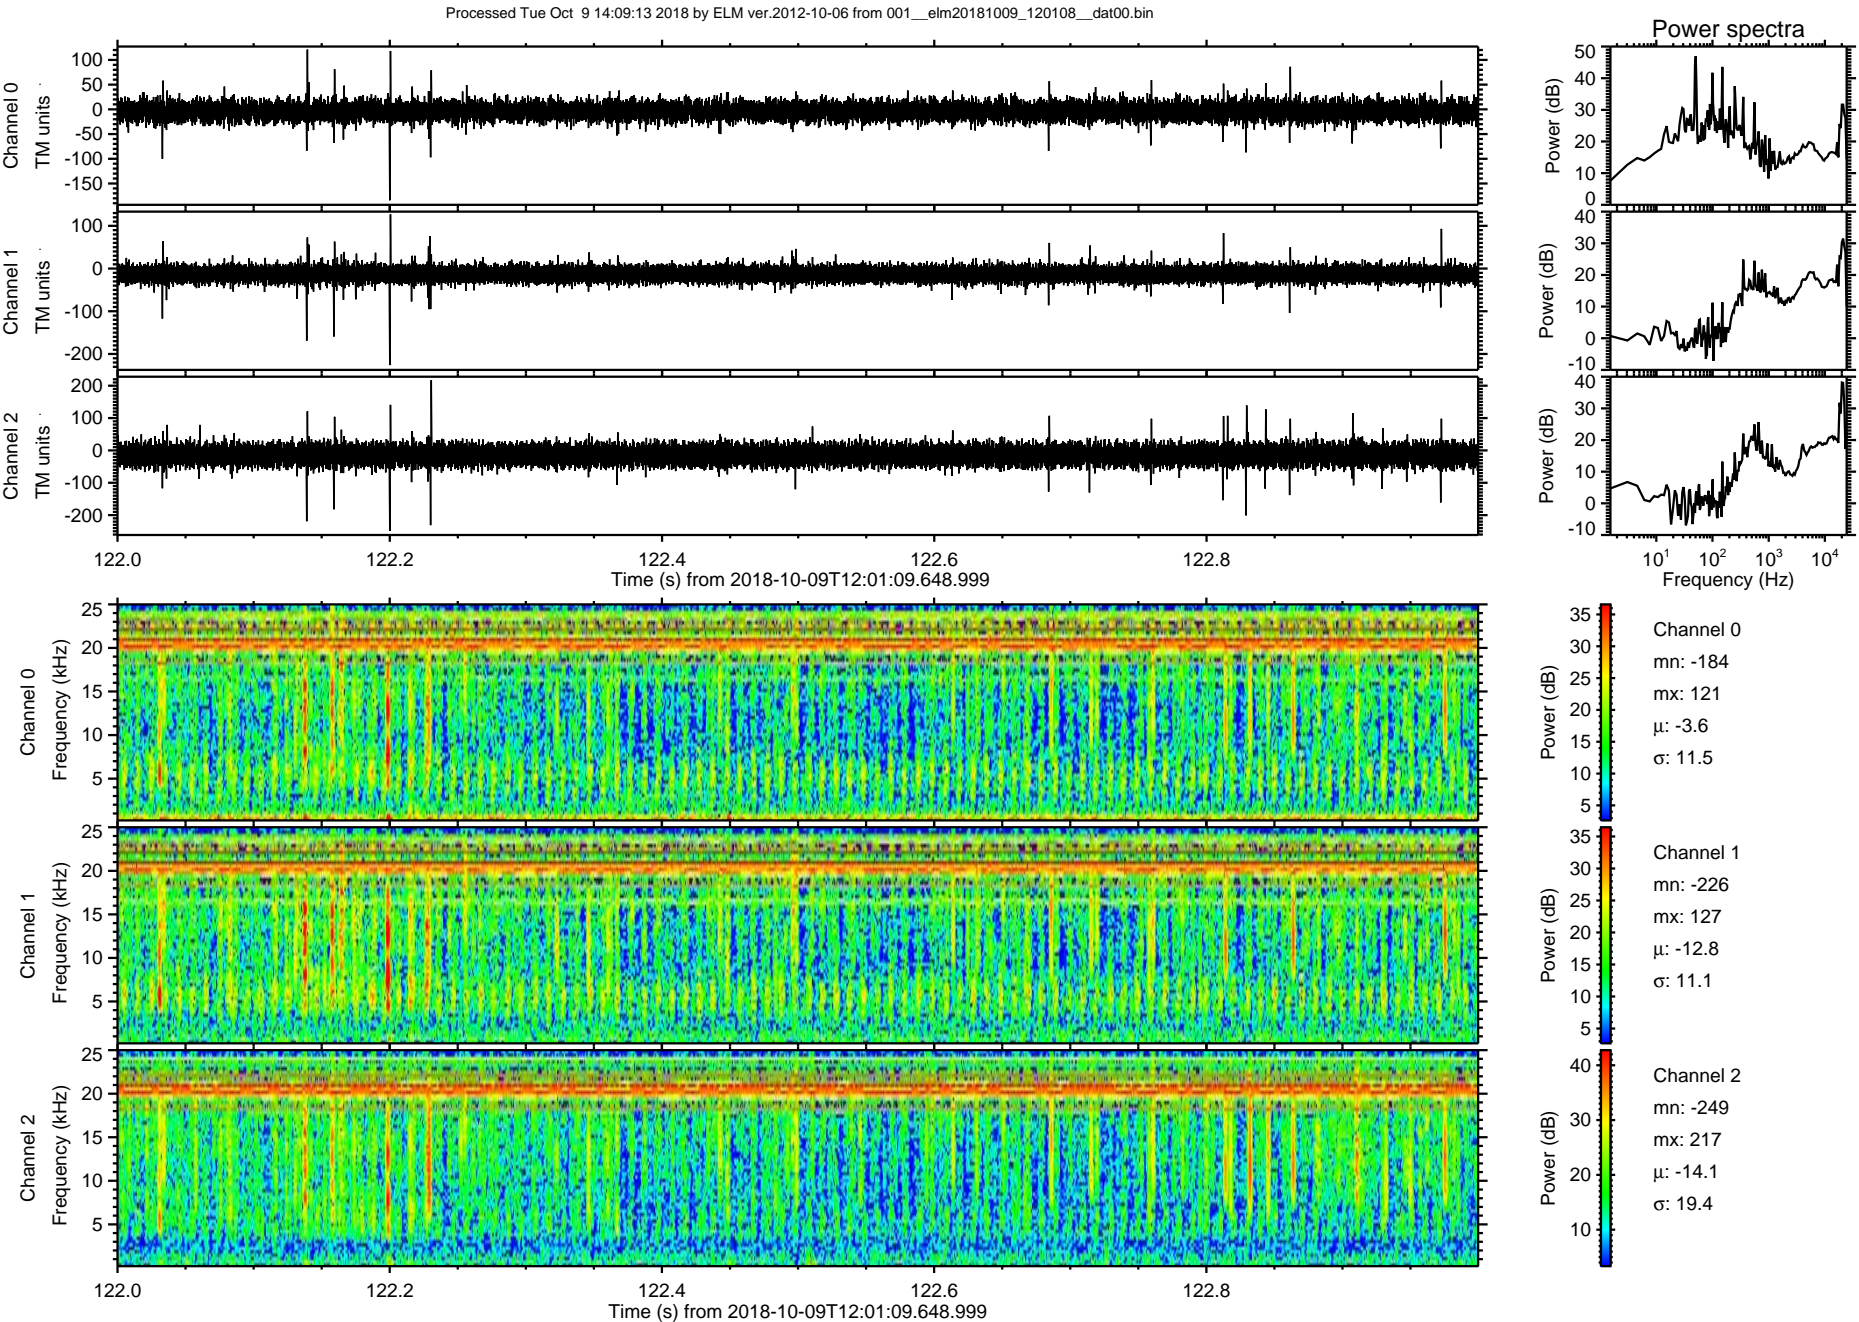 Processed Tue Oct  9 14:09:13 2018 by ELM ver.2012-10-06 from 001__elm20181009_120108__dat00.bin
Power spectra
Channel 0
TM units
100
50
0
-50
-100
-150
Power (dB)
50
40
30
20
10
0
Channel 1
TM units
100
0
-100
-200
Power (dB)
40
30
20
10
0
-10
Channel 2
TM units
200
100
0
-100
-200
Power (dB)
40
30
20
10
0
-10
122.0 122.2 122.4 122.6 122.8
Time (s) from 2018-10-09T12:01:09.648.999
10¹ 10² 10³ 10⁴
Frequency (Hz)
Channel 0
Frequency (kHz)
25
20
15
10
5
Power (dB)
35
30
25
20
15
10
5
Channel 0
mn: -184
mx: 121
μ: -3.6
σ: 11.5
Channel 1
Frequency (kHz)
25
20
15
10
5
Power (dB)
35
30
25
20
15
10
5
Channel 1
mn: -226
mx: 127
μ: -12.8
σ: 11.1
Channel 2
Frequency (kHz)
25
20
15
10
5
Power (dB)
40
30
20
10
Channel 2
mn: -249
mx: 217
μ: -14.1
σ: 19.4
122.0 122.2 122.4 122.6 122.8
Time (s) from 2018-10-09T12:01:09.648.999